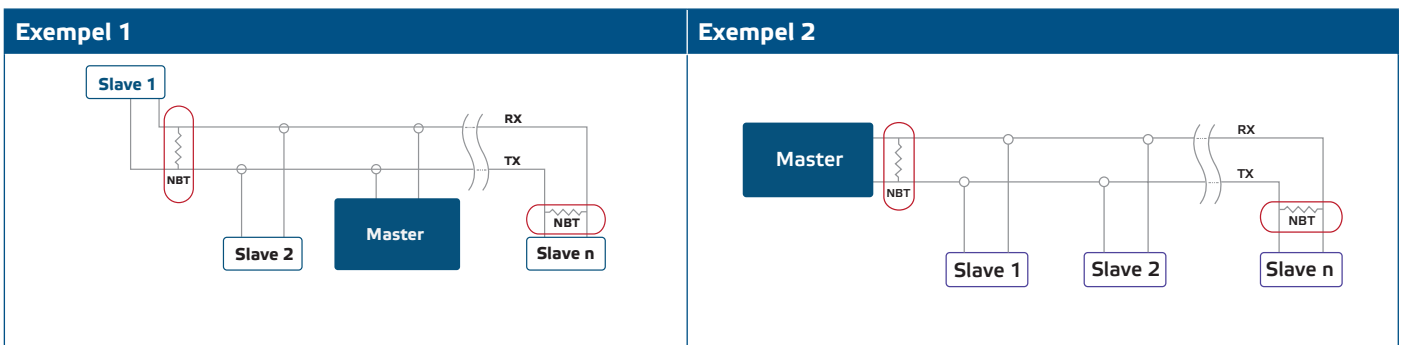 Exempel 1
Slave 1
RX
TX
NBT
NBT
Master
Slave 2
Slave n
Exempel 2
RX
Master
TX
NBT
NBT
Slave 1
Slave 2
Slave n